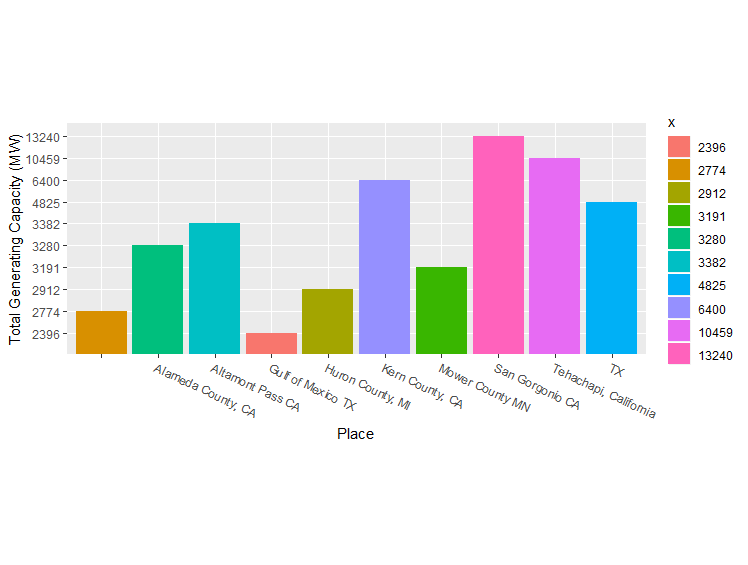 Total Generating Capacity (MW)
13240
10459
6400
4825
3382
3280
3191
2912
2774
2396
Alameda County, CA
Altamont Pass CA
Gulf of Mexico TX
Huron County, MI
Kern County, CA
Mower County MN
San Gorgonio CA
Tehachapi, California
TX
Place
x
2396
2774
2912
3191
3280
3382
4825
6400
10459
13240